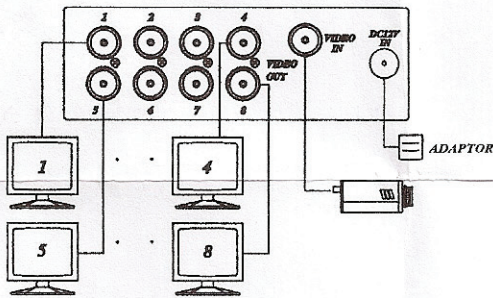 1 2 3 4
VIDEO IN
DC12V IN
VIDEO OUT
5 6 7 8
ADAPTOR
1
4
5
8